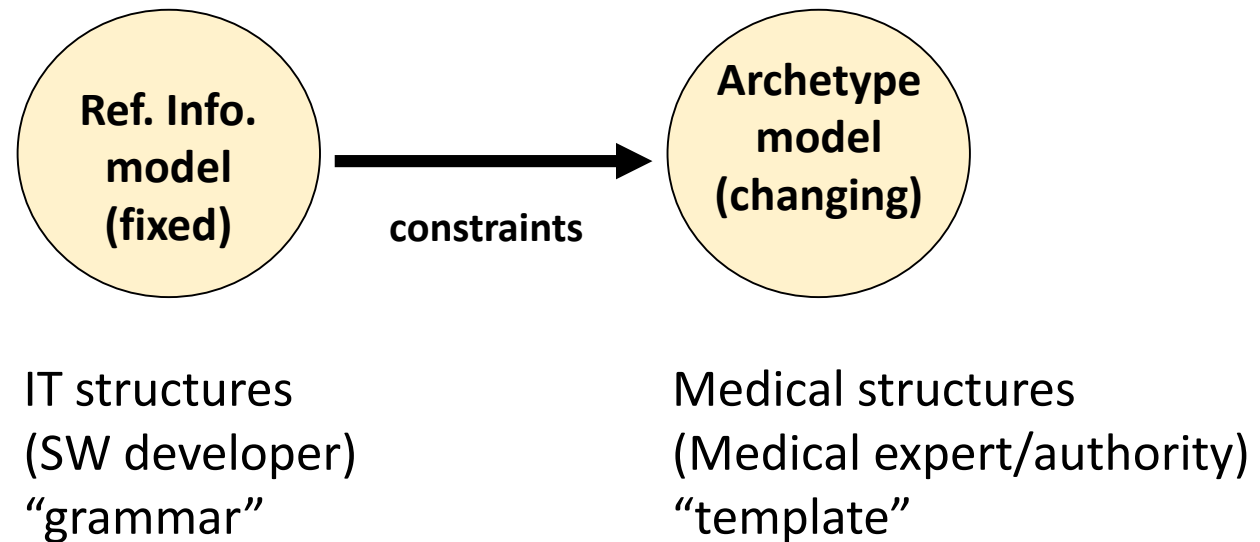 Ref. Info.
model
(fixed)
constraints
Archetype
model
(changing)
IT structures
(SW developer)
“grammar”
Medical structures
(Medical expert/authority)
“template”